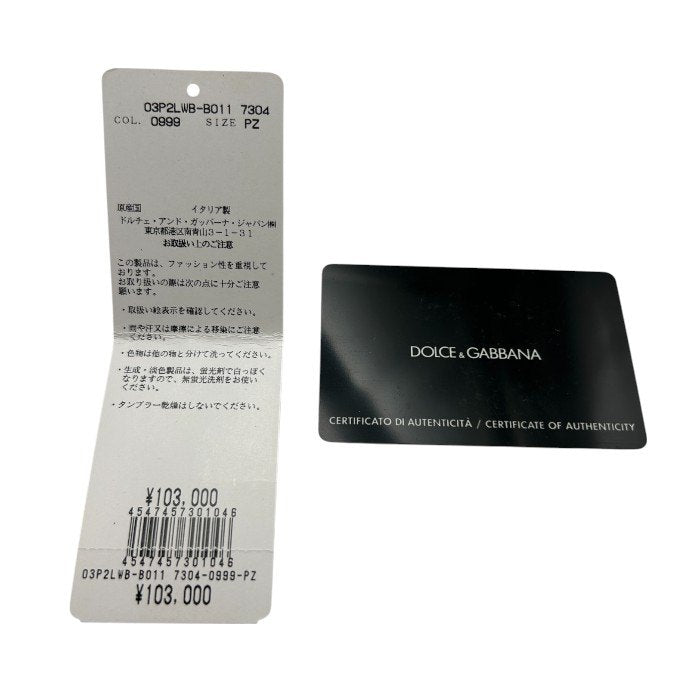 03P2LWB-B011 7304
COL. 0999 SIZE PZ
原産国 イタリア製
ドルチェ・アンド・ガッバーナ・ジャパン㈱
東京都港区南青山3-1-31
お取扱い上のご注意
この製品は、ファッション性を重視して
おります。
お取り扱いの際は次の点に十分ご注意
願います。
・取扱い絵表示を確認してください。
・雨や汗又は摩擦による移染にご注意
ください。
・色物は他の物と分けて洗ってください。
・生成・淡色製品は、蛍光剤で白っぽく
なりますので、無蛍光洗剤をお使い
ください。
・タンブラー乾燥はしないでください。
¥103,000
4547457301046
4547457301046
03P2LWB-B011 7304-0999-PZ
¥103,000
DOLCE & GABBANA
CERTIFICATO DI AUTENTICITÀ / CERTIFICATE OF AUTHENTICITY